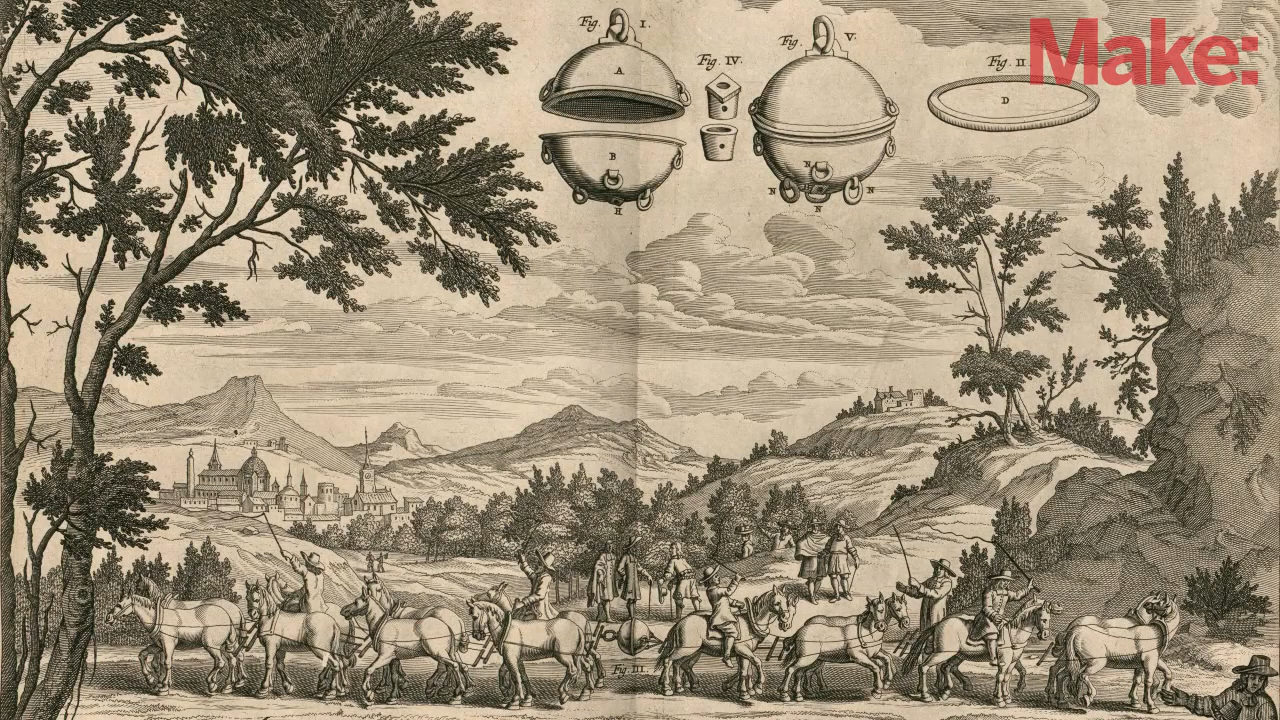 Make:
Fig. I.
Fig. IV.
Fig. V.
Fig. II
A
D
B
H
N
N
N
N
Fig. III.